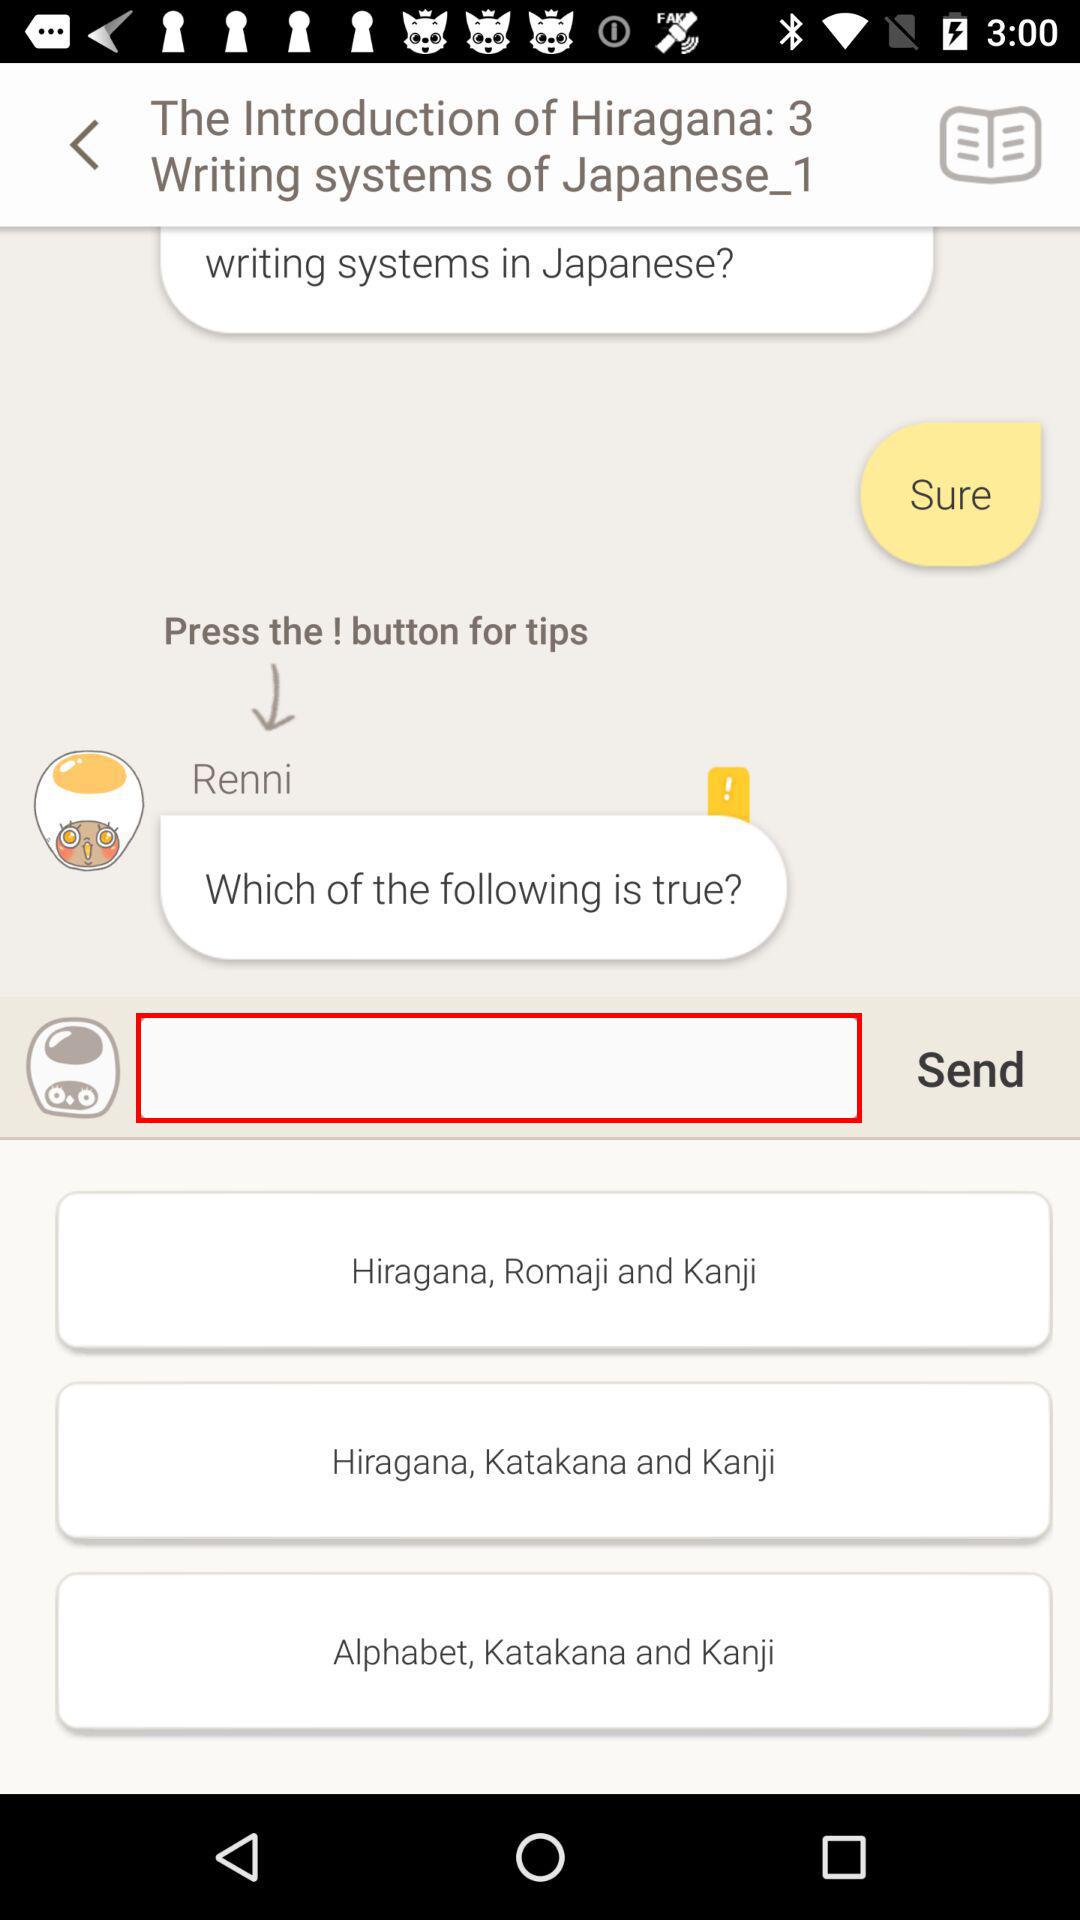 FAKE
3:00
The Introduction of Hiragana: 3
Writing systems of Japanese_1
writing systems in Japanese?
Sure
Press the ! button for tips
Renni
!
Which of the following is true?
Send
Hiragana, Romaji and Kanji
Hiragana, Katakana and Kanji
Alphabet, Katakana and Kanji